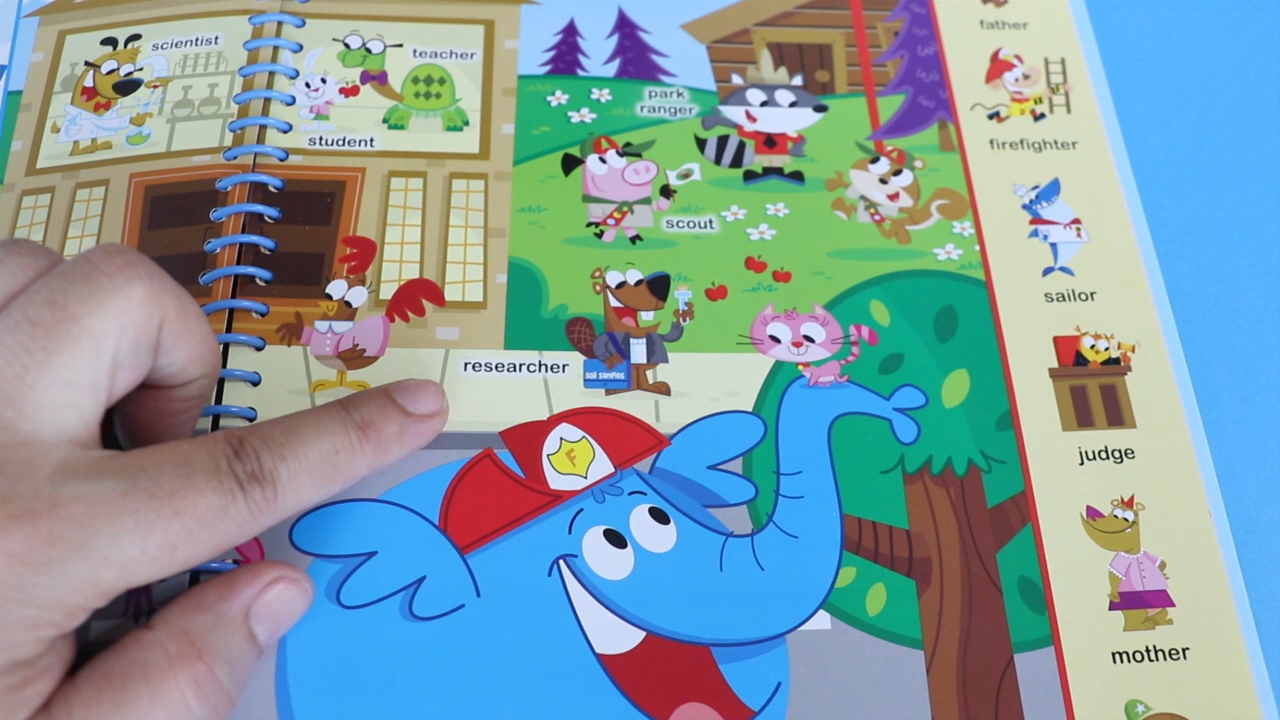 scientist
teacher
student
park
ranger
scout
researcher
soil samples
F
father
firefighter
sailor
judge
mother